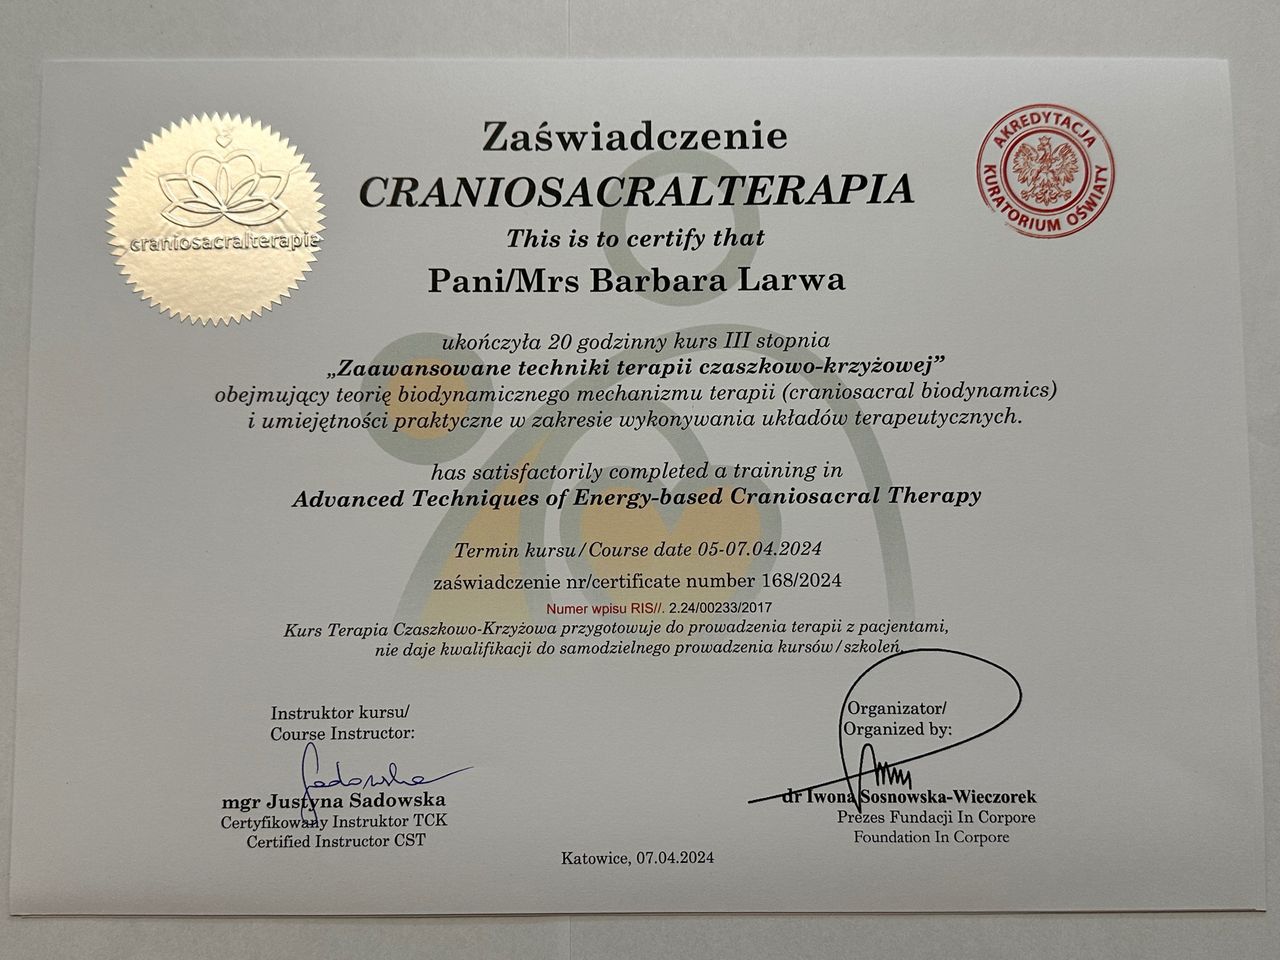 craniosacralterapie
AKREDYTACJA
KURATORIUM OŚWIATY
Zaświadczenie
CRANIOSACRALTERAPIA
This is to certify that
Pani/Mrs Barbara Larwa
ukończyła 20 godzinny kurs III stopnia
„Zaawansowane techniki terapii czaszkowo-krzyżowej”
obejmujący teorię biodynamicznego mechanizmu terapii (craniosacral biodynamics)
i umiejętności praktyczne w zakresie wykonywania układów terapeutycznych.
has satisfactorily completed a training in
Advanced Techniques of Energy-based Craniosacral Therapy
Termin kursu/Course date 05-07.04.2024
zaświadczenie nr/certificate number 168/2024
Numer wpisu RIS//. 2.24/00233/2017
Kurs Terapia Czaszkowo-Krzyżowa przygotowuje do prowadzenia terapii z pacjentami,
nie daje kwalifikacji do samodzielnego prowadzenia kursów/szkoleń.
Instruktor kursu/
Course Instructor:
Sadowska
mgr Justyna Sadowska
Certyfikowany Instruktor TCK
Certified Instructor CST
Organizator/
Organized by:
dr Iwona Sosnowska-Wieczorek
Prezes Fundacji In Corpore
Foundation In Corpore
Katowice, 07.04.2024